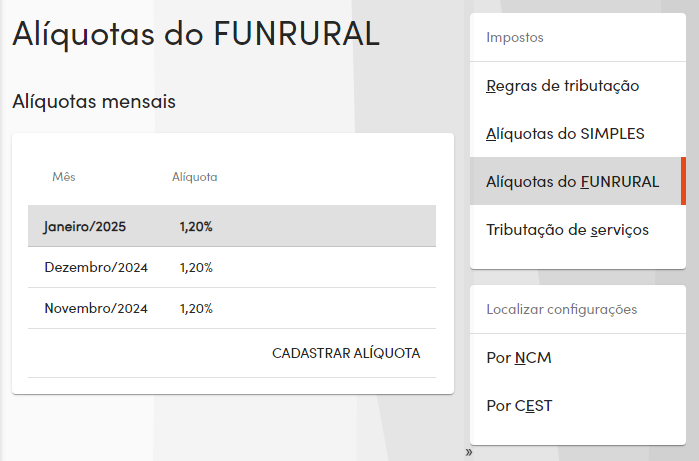 Alíquotas do FUNRURAL
Alíquotas mensais
Mês Alíquota
Janeiro/2025 1,20%
Dezembro/2024 1,20%
Novembro/2024 1,20%
CADASTRAR ALÍQUOTA
Impostos
Regras de tributação
Alíquotas do SIMPLES
Alíquotas do FUNRURAL
Tributação de serviços
Localizar configurações
Por NCM
Por CEST
»